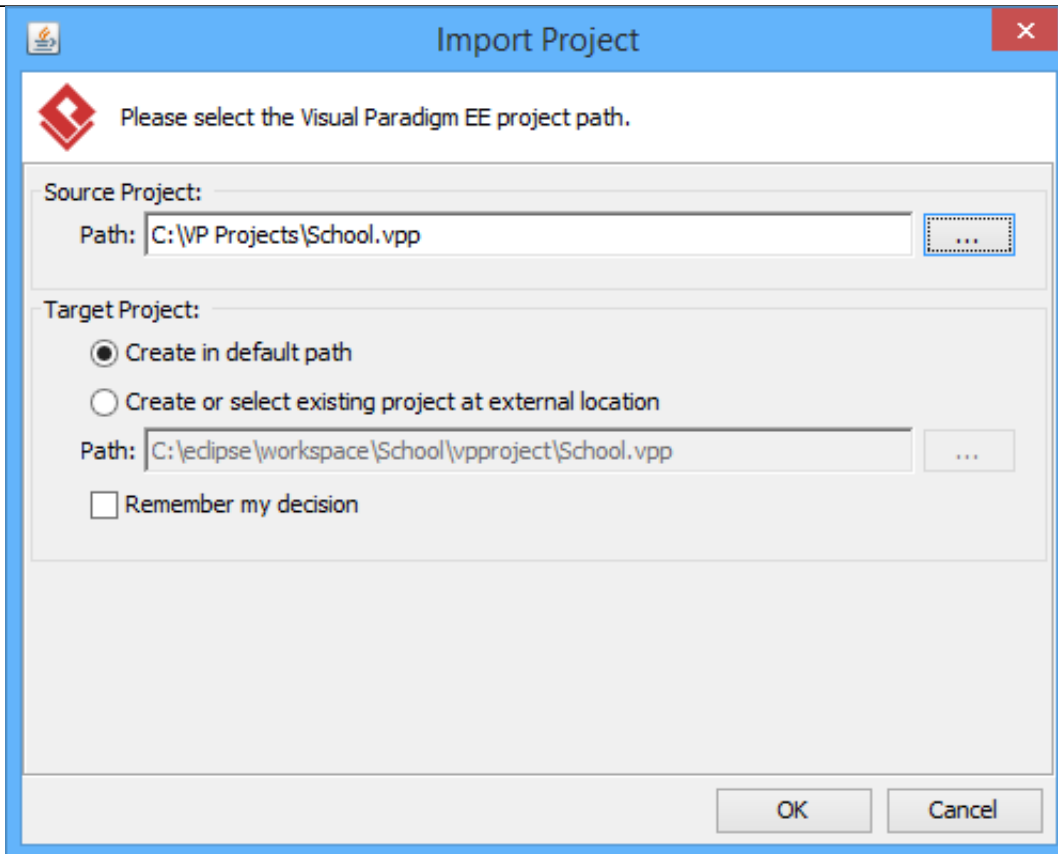 Import Project
Please select the Visual Paradigm EE project path.
Source Project:
Path: C:\VP Projects\School.vpp ...
Target Project:
Create in default path
Create or select existing project at external location
Path: C:\eclipse\workspace\School\vpproject\School.vpp ...
Remember my decision
OK Cancel